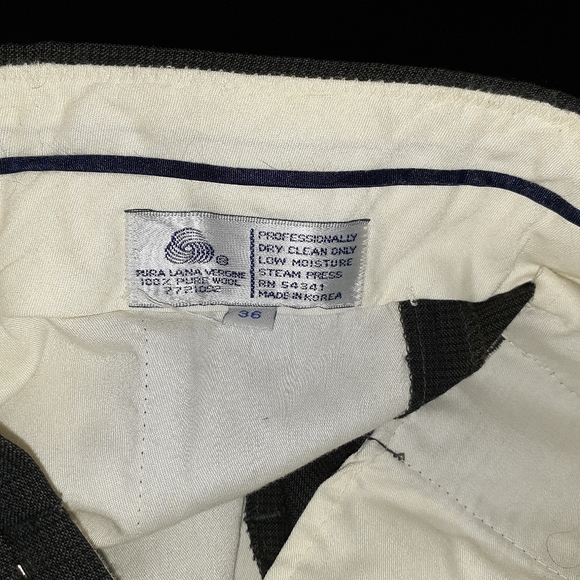 PURA LANA VERGINE
100% PURE WOOL
7721092
PROFESSIONALLY
DRY CLEAN ONLY
LOW MOISTURE
STEAM PRESS
RN 54341
MADE IN KOREA
36